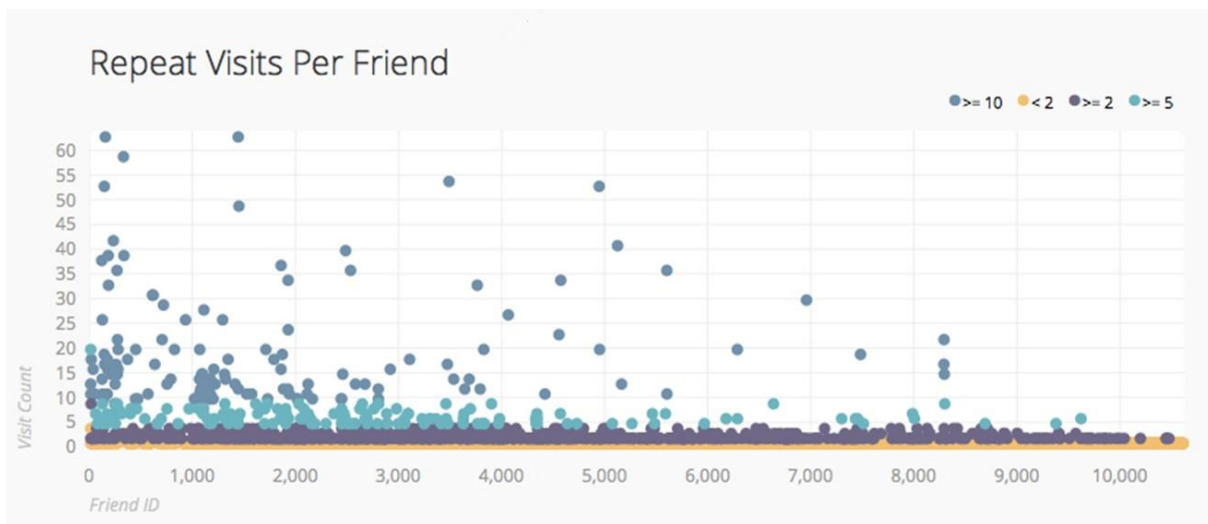 Repeat Visits Per Friend
>= 10 < 2 >= 2 >= 5
60
55
50
45
40
35
30
25
20
15
10
5
0
Visit Count
0 1,000 2,000 3,000 4,000 5,000 6,000 7,000 8,000 9,000 10,000
Friend ID